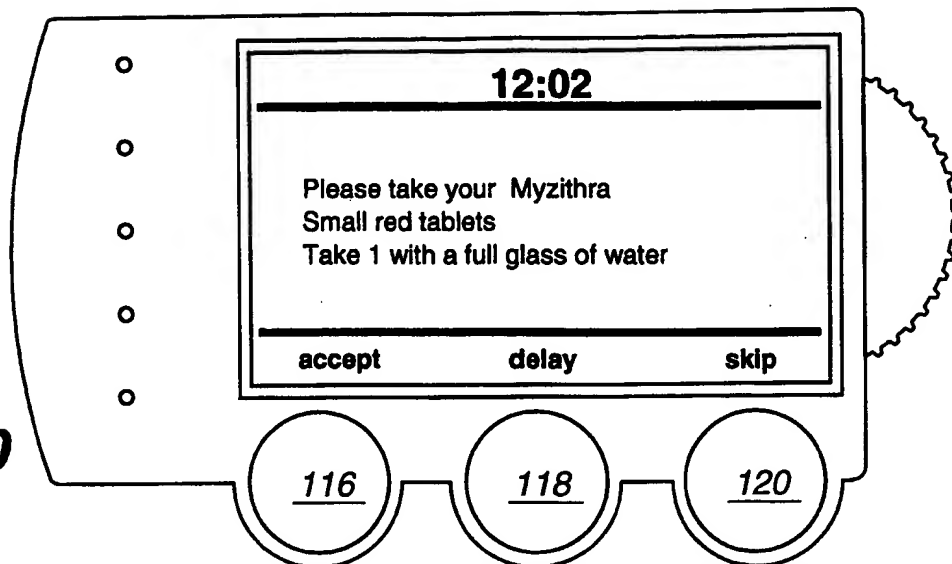 12:02
Please take your Myzithra
Small red tablets
Take 1 with a full glass of water
accept delay skip
116 118 120